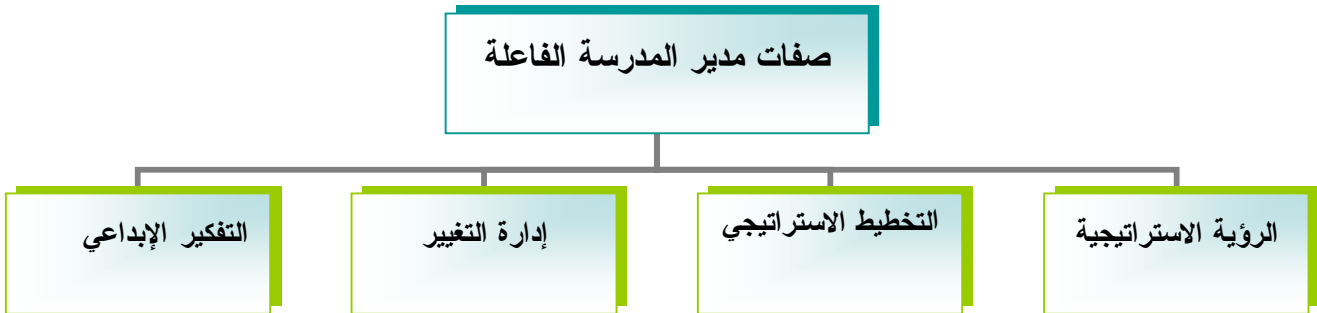 صفات مدير المدرسة الفاعلة
الرؤية الاستراتيجية
التخطيط الاستراتيجي
إدارة التغيير
التفكير الإبداعي